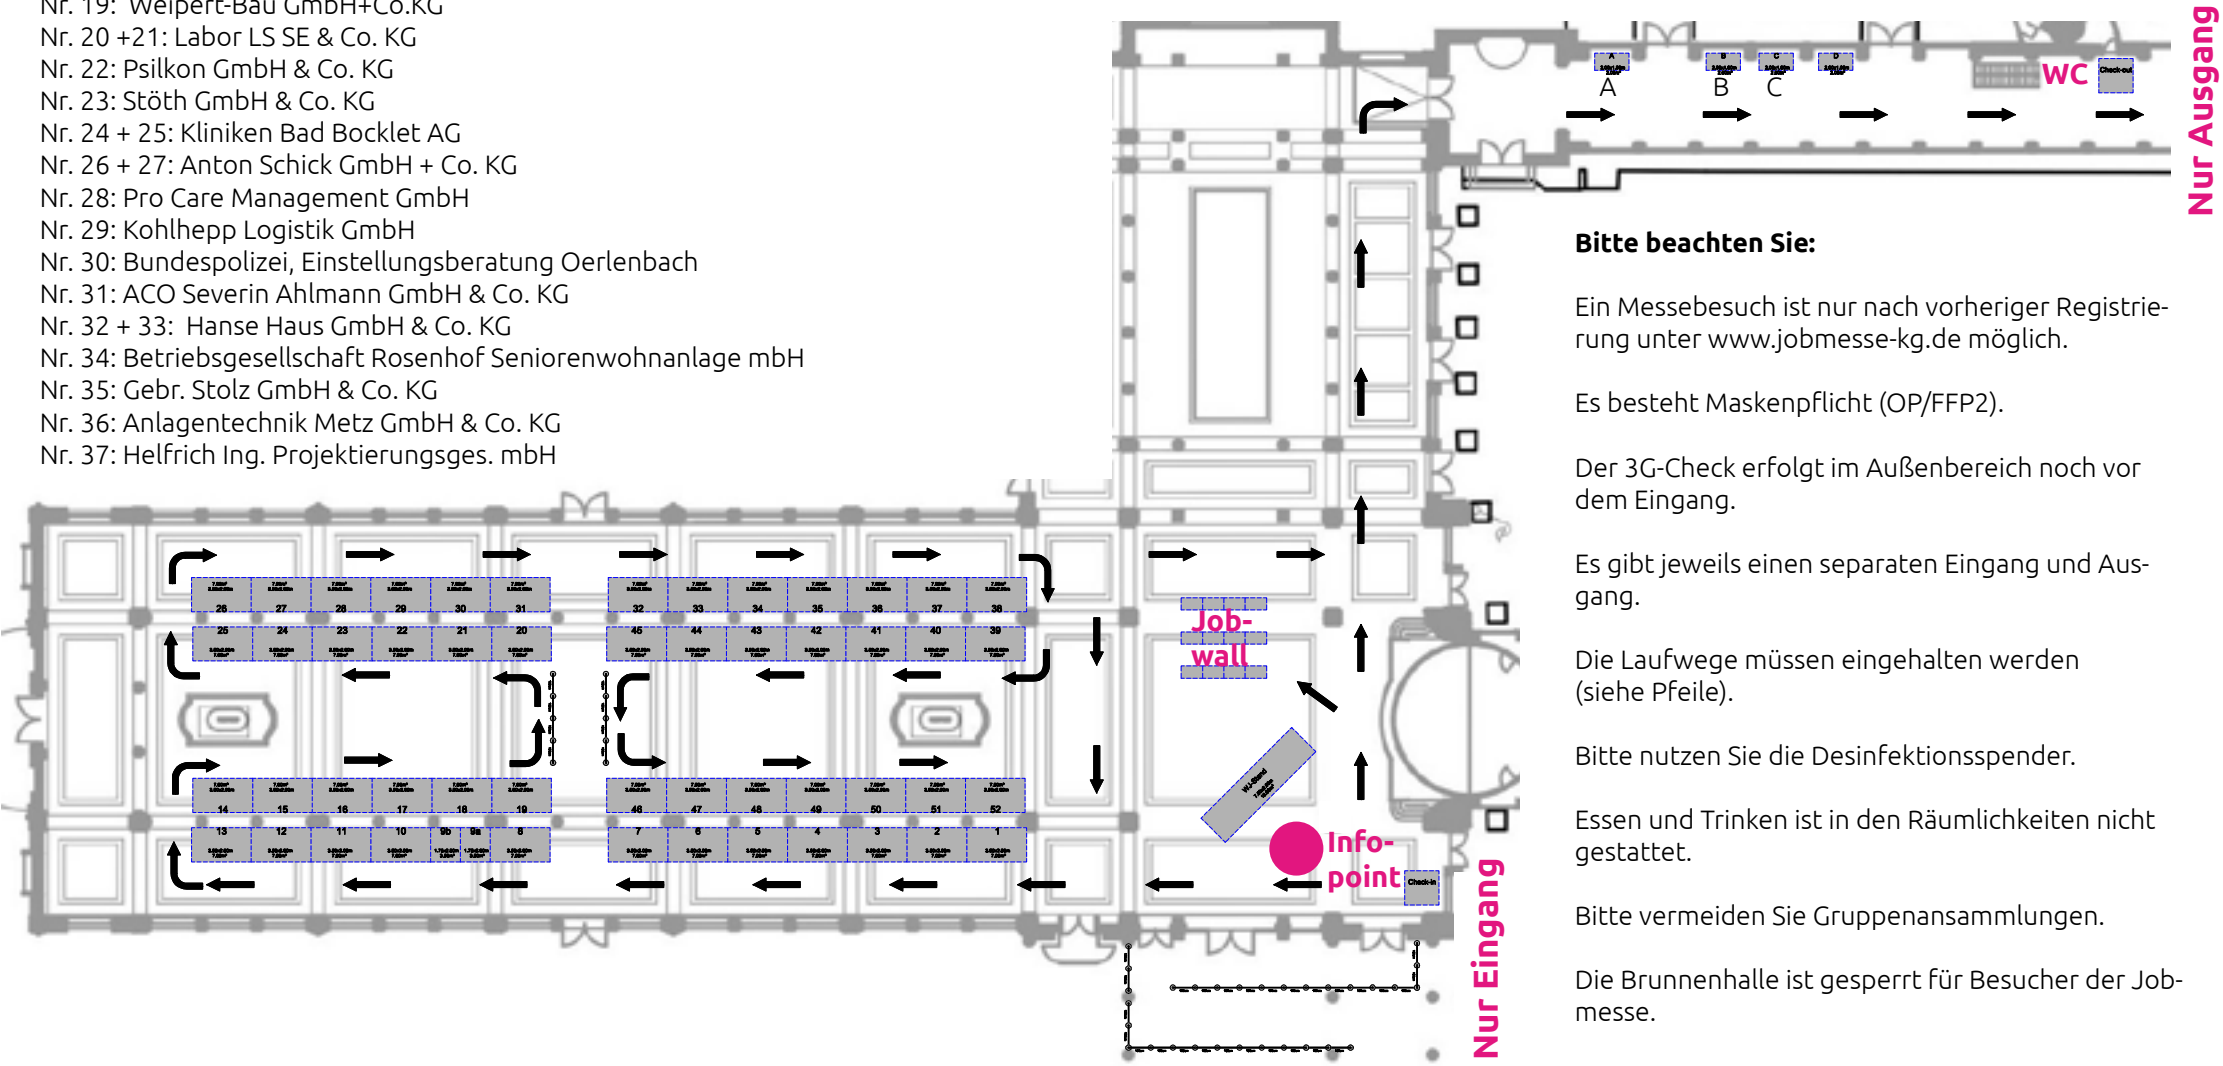 Nr. 19:  Weipert-Bau GmbH+Co.KG
Nr. 20 +21: Labor LS SE & Co. KG
Nr. 22: Psilkon GmbH & Co. KG
Nr. 23: Stöth GmbH & Co. KG
Nr. 24 + 25: Kliniken Bad Bocklet AG
Nr. 26 + 27: Anton Schick GmbH + Co. KG
Nr. 28: Pro Care Management GmbH
Nr. 29: Kohlhepp Logistik GmbH
Nr. 30: Bundespolizei, Einstellungsberatung Oerlenbach
Nr. 31: ACO Severin Ahlmann GmbH & Co. KG
Nr. 32 + 33:  Hanse Haus GmbH & Co. KG
Nr. 34: Betriebsgesellschaft Rosenhof Seniorenwohnanlage mbH
Nr. 35: Gebr. Stolz GmbH & Co. KG
Nr. 36: Anlagentechnik Metz GmbH & Co. KG
Nr. 37: Helfrich Ing. Projektierungsges. mbH
A B C D
A B C
WC
Check-out
Nur Ausgang
Bitte beachten Sie:
Ein Messebesuch ist nur nach vorheriger Registrie-
rung unter www.jobmesse-kg.de möglich.
Es besteht Maskenpflicht (OP/FFP2).
Der 3G-Check erfolgt im Außenbereich noch vor
dem Eingang.
Es gibt jeweils einen separaten Eingang und Aus-
gang.
Die Laufwege müssen eingehalten werden
(siehe Pfeile).
Bitte nutzen Sie die Desinfektionsspender.
Essen und Trinken ist in den Räumlichkeiten nicht
gestattet.
Bitte vermeiden Sie Gruppenansammlungen.
Die Brunnenhalle ist gesperrt für Besucher der Job-
messe.
26 27 28 29 30 31 32 33 34 35 36 37 38
25 24 23 22 21 20 45 44 43 42 41 40 39
14 15 16 17 18 19 46 47 48 49 50 51 52
13 12 11 10 9b 9a 8 7 6 5 4 3 2 1
Job-
wall
WJ-Stand
Info-
point
Check-in
Nur Eingang